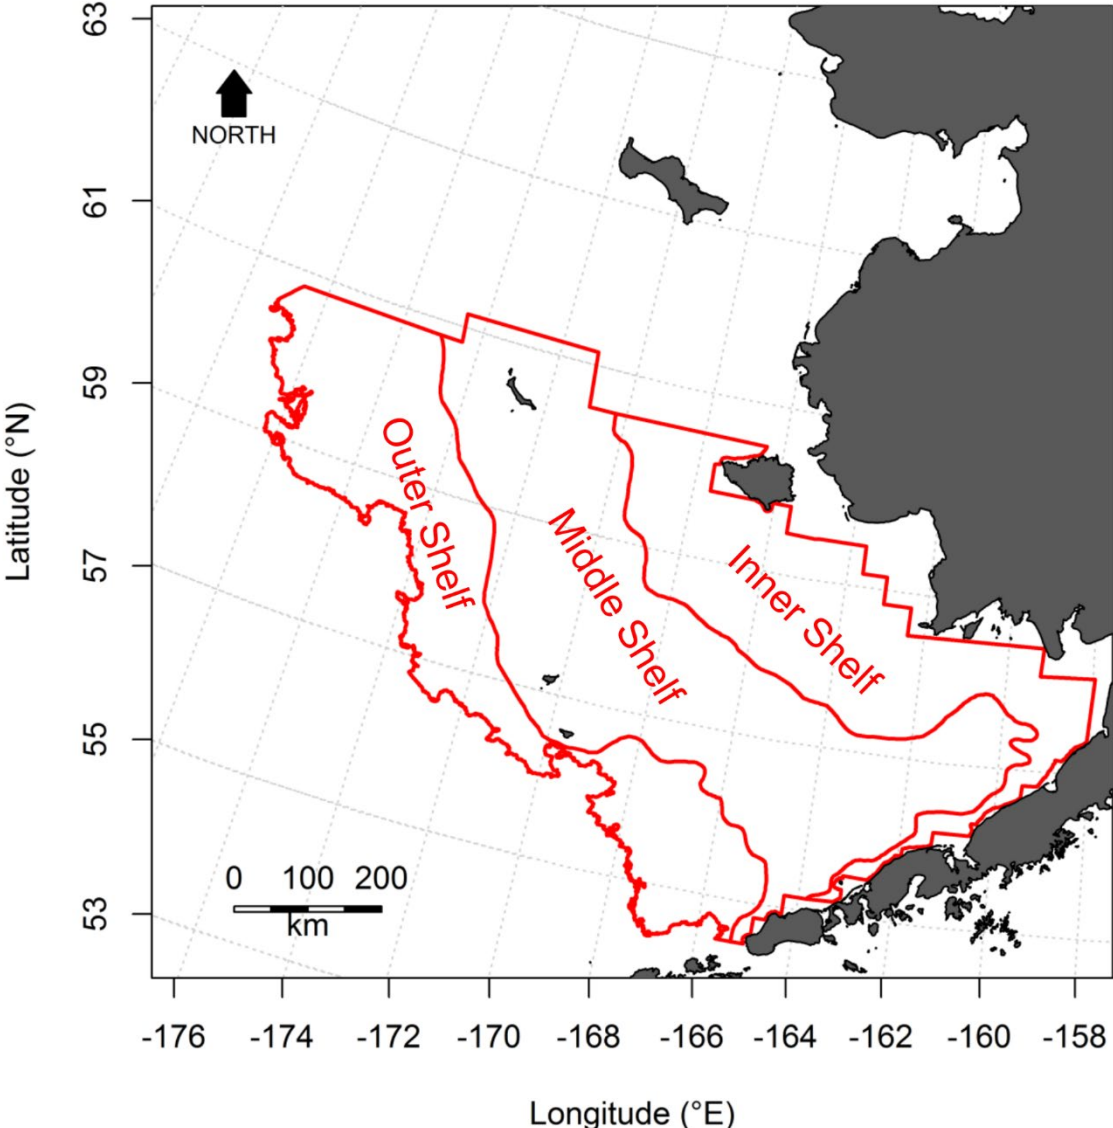 63
61
59
57
55
53
Latitude (°N)
NORTH
Outer Shelf
Middle Shelf
Inner Shelf
0 100 200
km
-176 -174 -172 -170 -168 -166 -164 -162 -160 -158
Longitude (°E)